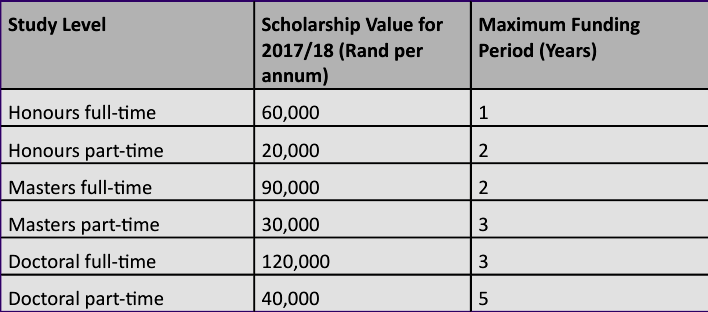 Study Level Scholarship Value for Maximum Funding
2017/18 (Rand per Period (Years)
annum)
Honours full-time 60,000 1
Honours part-time 20,000 2
Masters full-time 90,000 2
Masters part-time 30,000 3
Doctoral full-time 120,000 3
Doctoral part-time 40,000 5